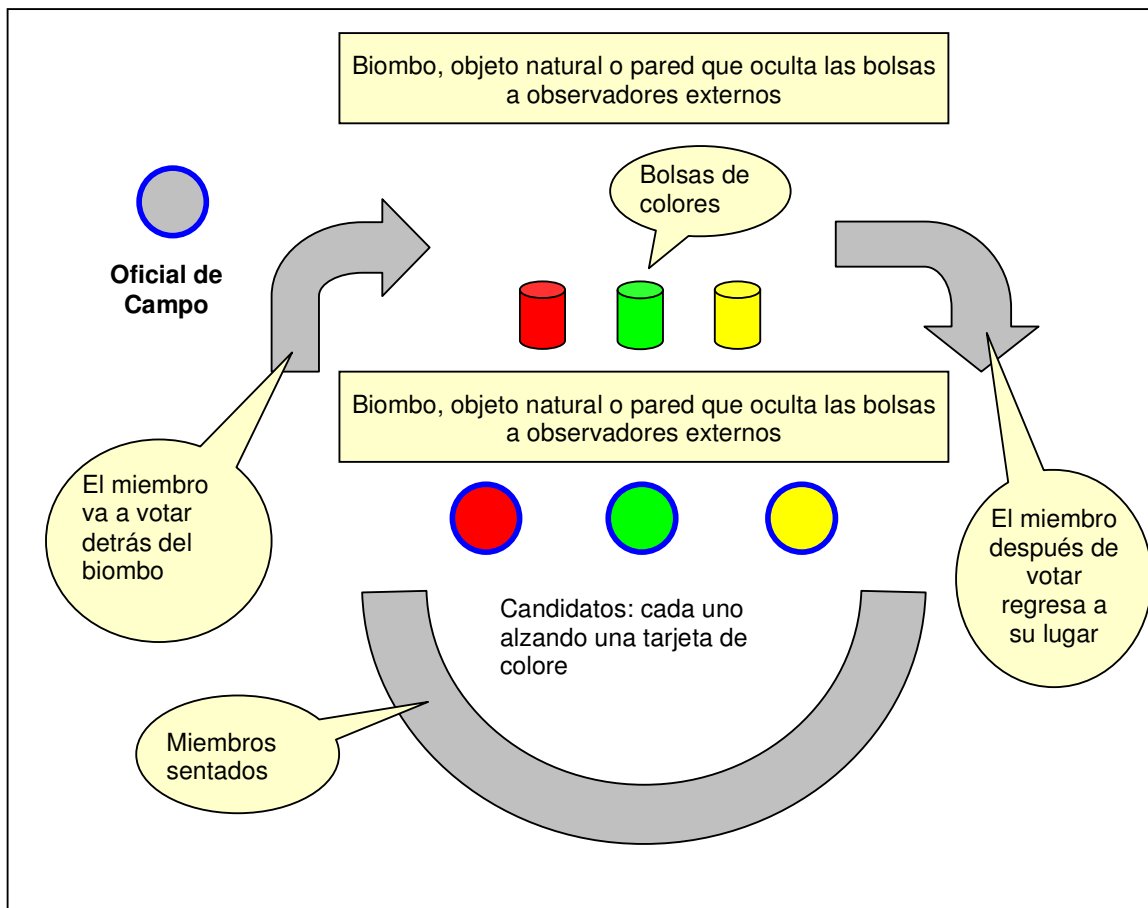 Biombo, objeto natural o pared que oculta las bolsas
a observadores externos
Bolsas de
colores
Oficial de
Campo
Biombo, objeto natural o pared que oculta las bolsas
a observadores externos
El miembro
va a votar
detrás del
biombo
El miembro
después de
votar
regresa a
su lugar
Candidatos: cada uno
alzando una tarjeta de
colore
Miembros
sentados